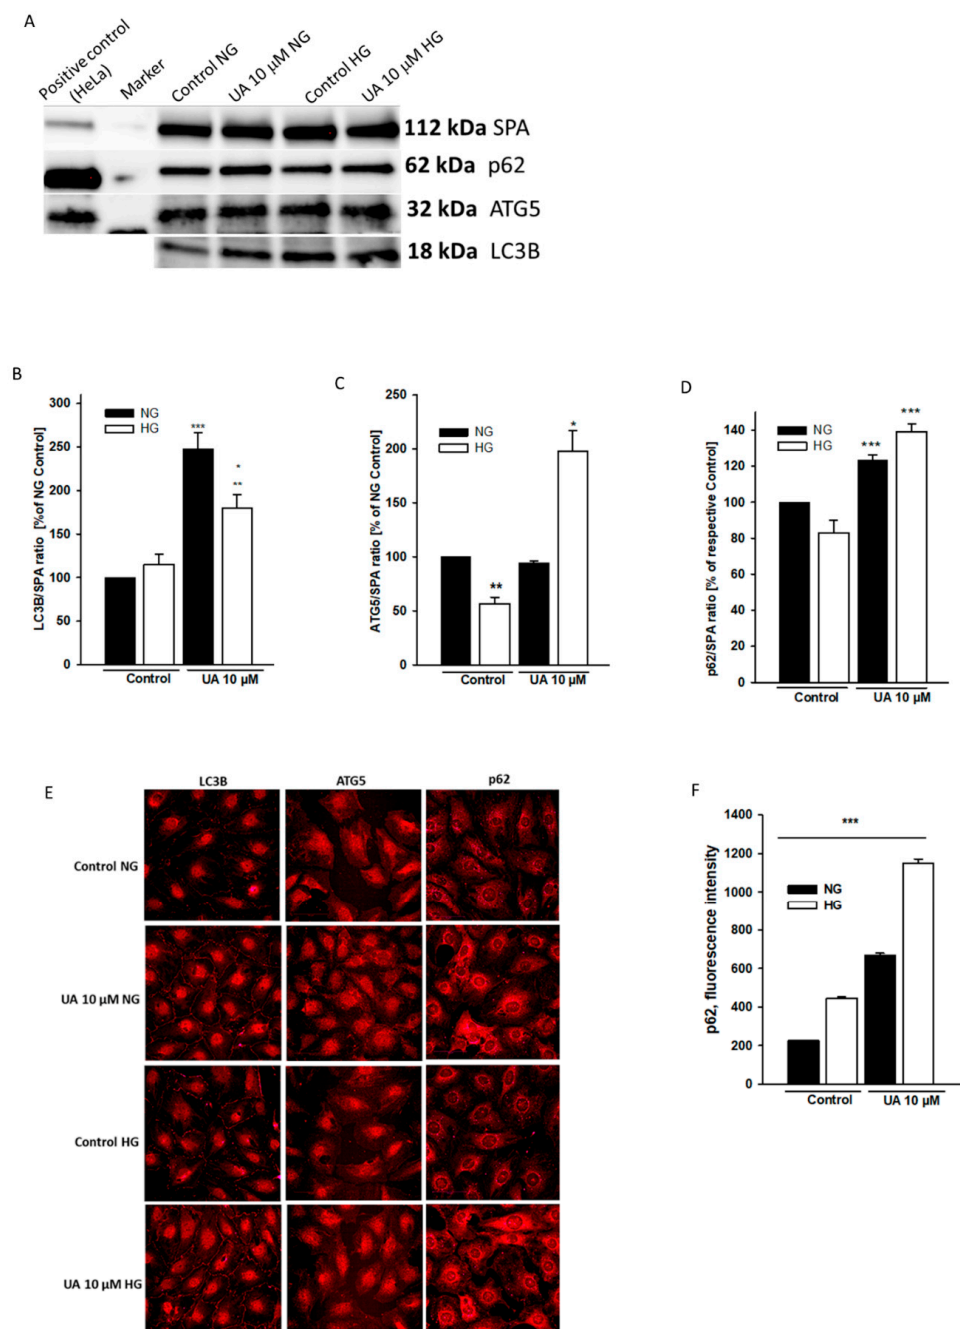 A
Positive control
(HeLa)
Marker
Control NG
UA 10 µM NG
Control HG
UA 10 µM HG
112 kDa SPA
62 kDa p62
32 kDa ATG5
18 kDa LC3B
B
LC3B/SPA ratio [%of NG Control]
300
250
200
150
100
50
0
NG
HG
***
*
**
Control
UA 10 µM
C
ATG5/SPA ratio [% of NG Control]
250
200
150
100
50
0
NG
HG
**
*
Control
UA 10 µM
D
p62/SPA ratio [% of respective Control]
140
120
100
80
60
40
20
0
NG
HG
***
***
Control
UA 10 µM
E
LC3B ATG5 p62
Control NG
UA 10 µM NG
Control HG
UA 10 µM HG
F
p62, fluorescence intensity
1400
1200
1000
800
600
400
200
0
***
NG
HG
Control
UA 10 µM